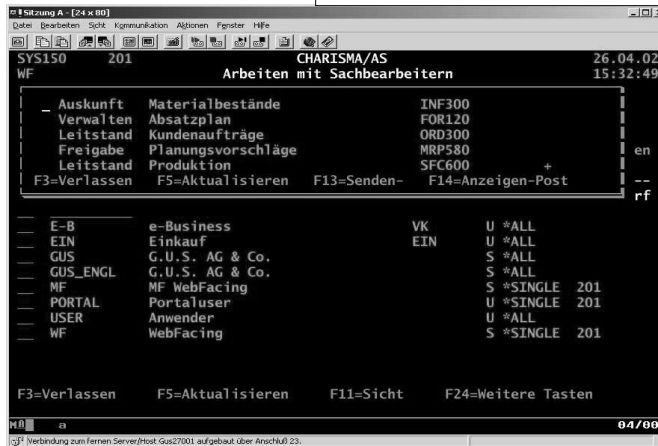 Sitzung A - [24 x 80]
Datei Bearbeiten Sicht Kommunikation Aktionen Fenster Hilfe
SYS150 201 CHARISMA/AS 26.04.02
WF Arbeiten mit Sachbearbeitern 15:32:49
_ Auskunft Materialbestände INF300
Verwalten Absatzplan FOR120
Leitstand Kundenaufträge ORD300
Freigabe Planungsvorschläge MRP580 en
Leitstand Produktion SFC600 +
F3=Verlassen F5=Aktualisieren F13=Senden- F14=Anzeigen-Post --
rf
E-B e-Business VK U *ALL
EIN Einkauf EIN U *ALL
GUS G.U.S. AG & Co. S *ALL
GUS_ENGL G.U.S. AG & Co. S *ALL
MF MF WebFacing S *SINGLE 201
PORTAL Portaluser U *SINGLE 201
USER Anwender U *ALL
WF WebFacing S *SINGLE 201
F3=Verlassen F5=Aktualisieren F11=Sicht F24=Weitere Tasten
a 04/00
Verbindung zum fernen Server/Host Gus27001 aufgebaut über Anschluß 23.